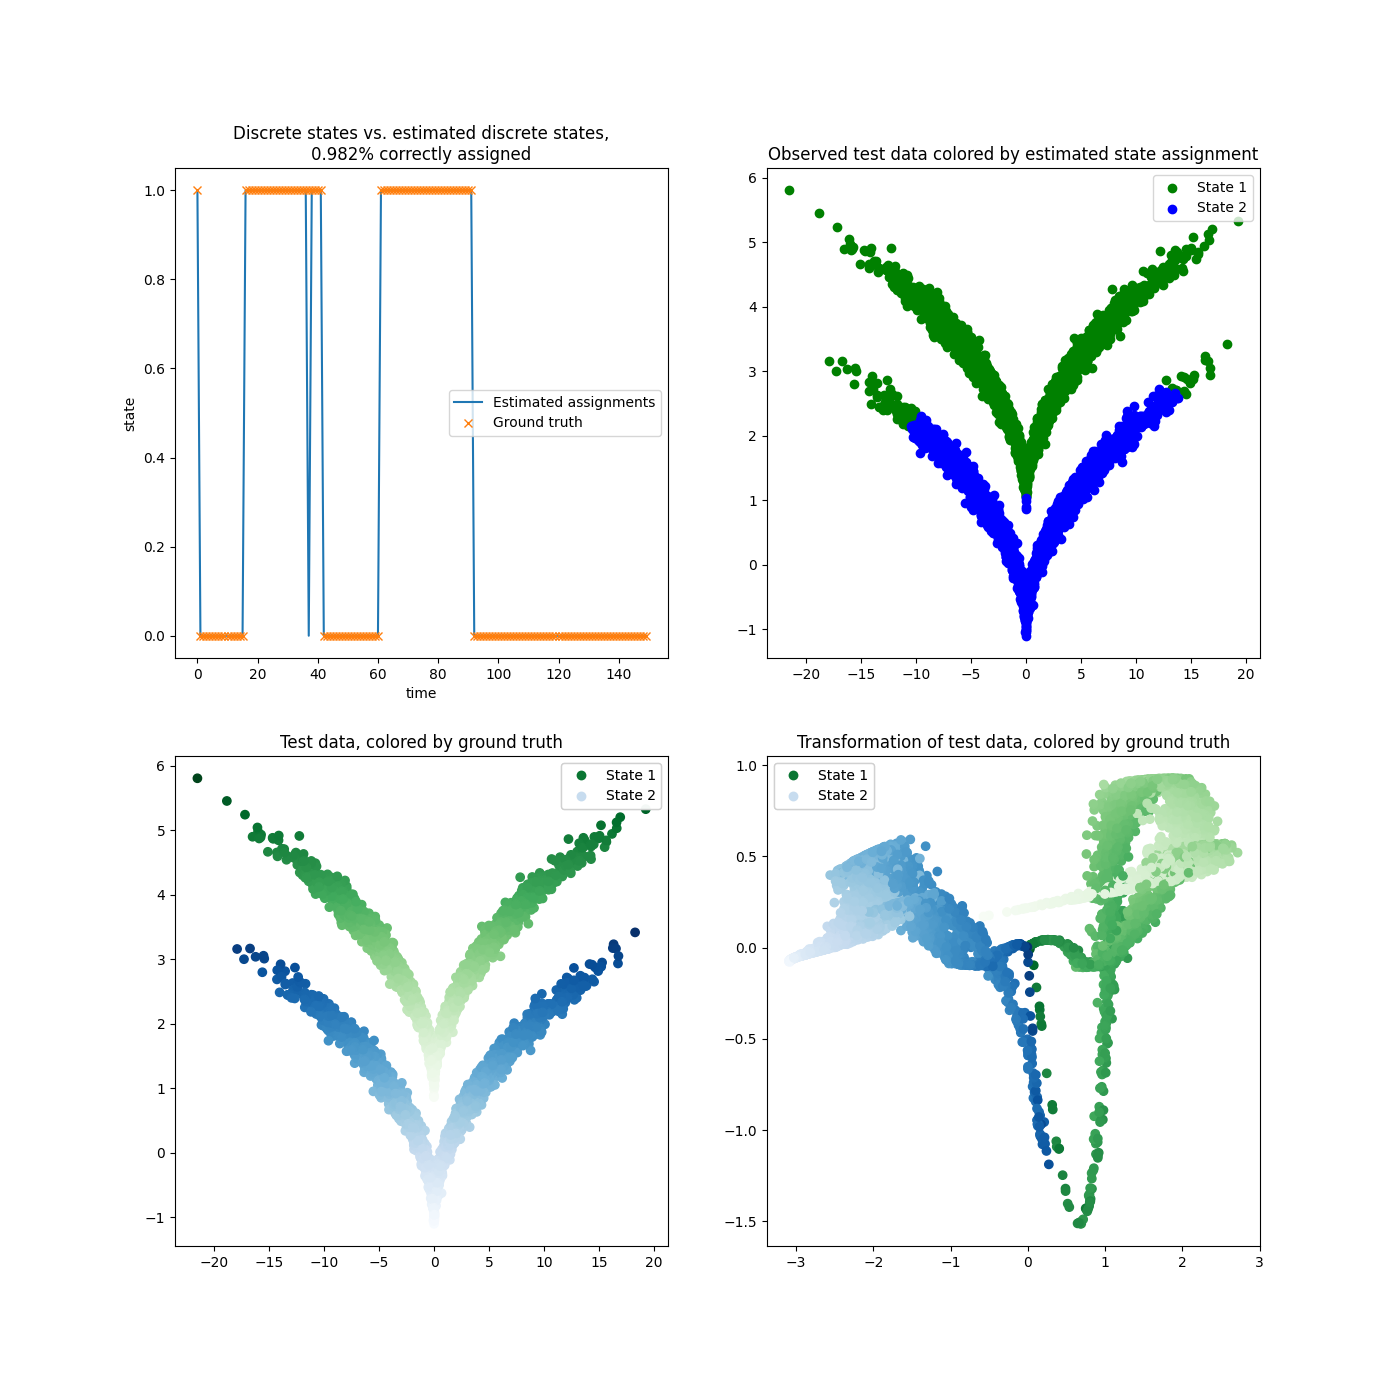 Discrete states vs. estimated discrete states,
0.982% correctly assigned
1.0
0.8
0.6
0.4
0.2
0.0
state
Estimated assignments
Ground truth
0 20 40 60 80 100 120 140
time
Observed test data colored by estimated state assignment
State 1
State 2
6
5
4
3
2
1
0
−1
−20 −15 −10 −5 0 5 10 15 20
Test data, colored by ground truth
State 1
State 2
6
5
4
3
2
1
0
−1
−20 −15 −10 −5 0 5 10 15 20
Transformation of test data, colored by ground truth
State 1
State 2
1.0
0.5
0.0
−0.5
−1.0
−1.5
−3 −2 −1 0 1 2 3